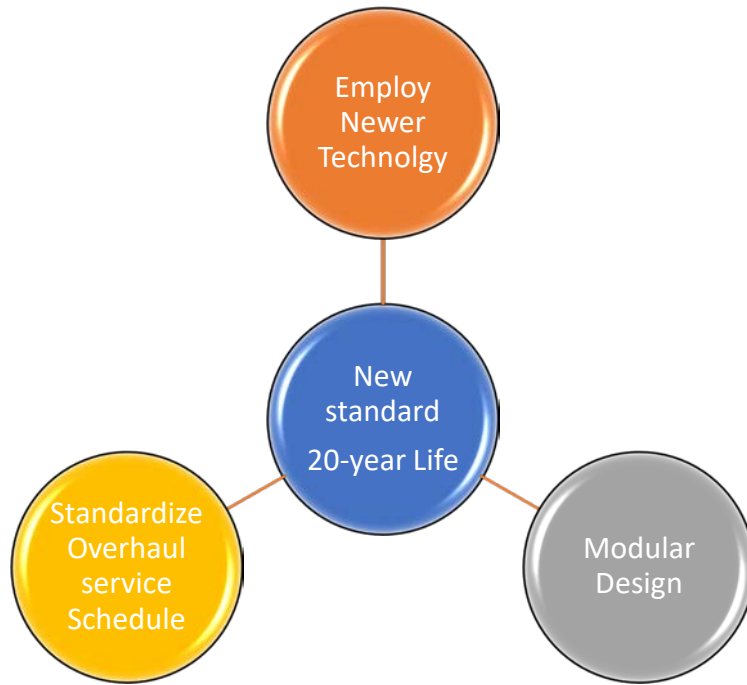 Employ
Newer
Technolgy
New
standard
20-year Life
Standardize
Overhaul
service
Schedule
Modular
Design